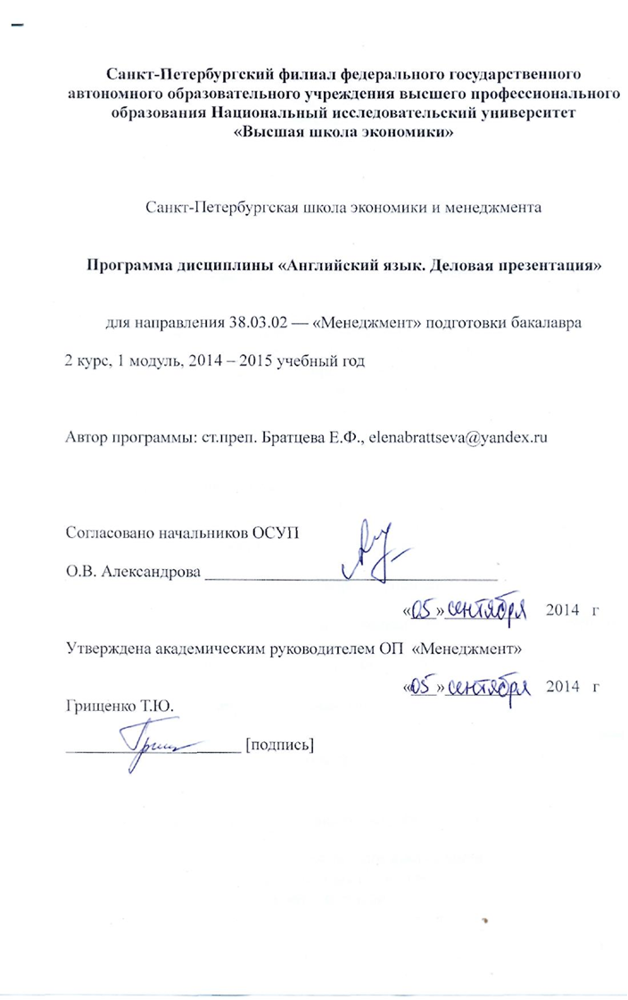 Санкт-Петербургский филиал федерального государственного
автономного образовательного учреждения высшего профессионального
образования Национальный исследовательский университет
«Высшая школа экономики»
Санкт-Петербургская школа экономики и менеджмента
Программа дисциплины «Английский язык. Деловая презентация»
для направления 38.03.02 — «Менеджмент» подготовки бакалавра
2 курс, 1 модуль, 2014 – 2015 учебный год
Автор программы: ст.преп. Братцева Е.Ф., elenabrattseva@yandex.ru
Согласовано начальников ОСУП
О.В. Александрова ___________________________________
«05» сентября 2014 г
Утверждена академическим руководителем ОП «Менеджмент»
«05» сентября 2014 г
Грищенко Т.Ю.
_____________________ [подпись]